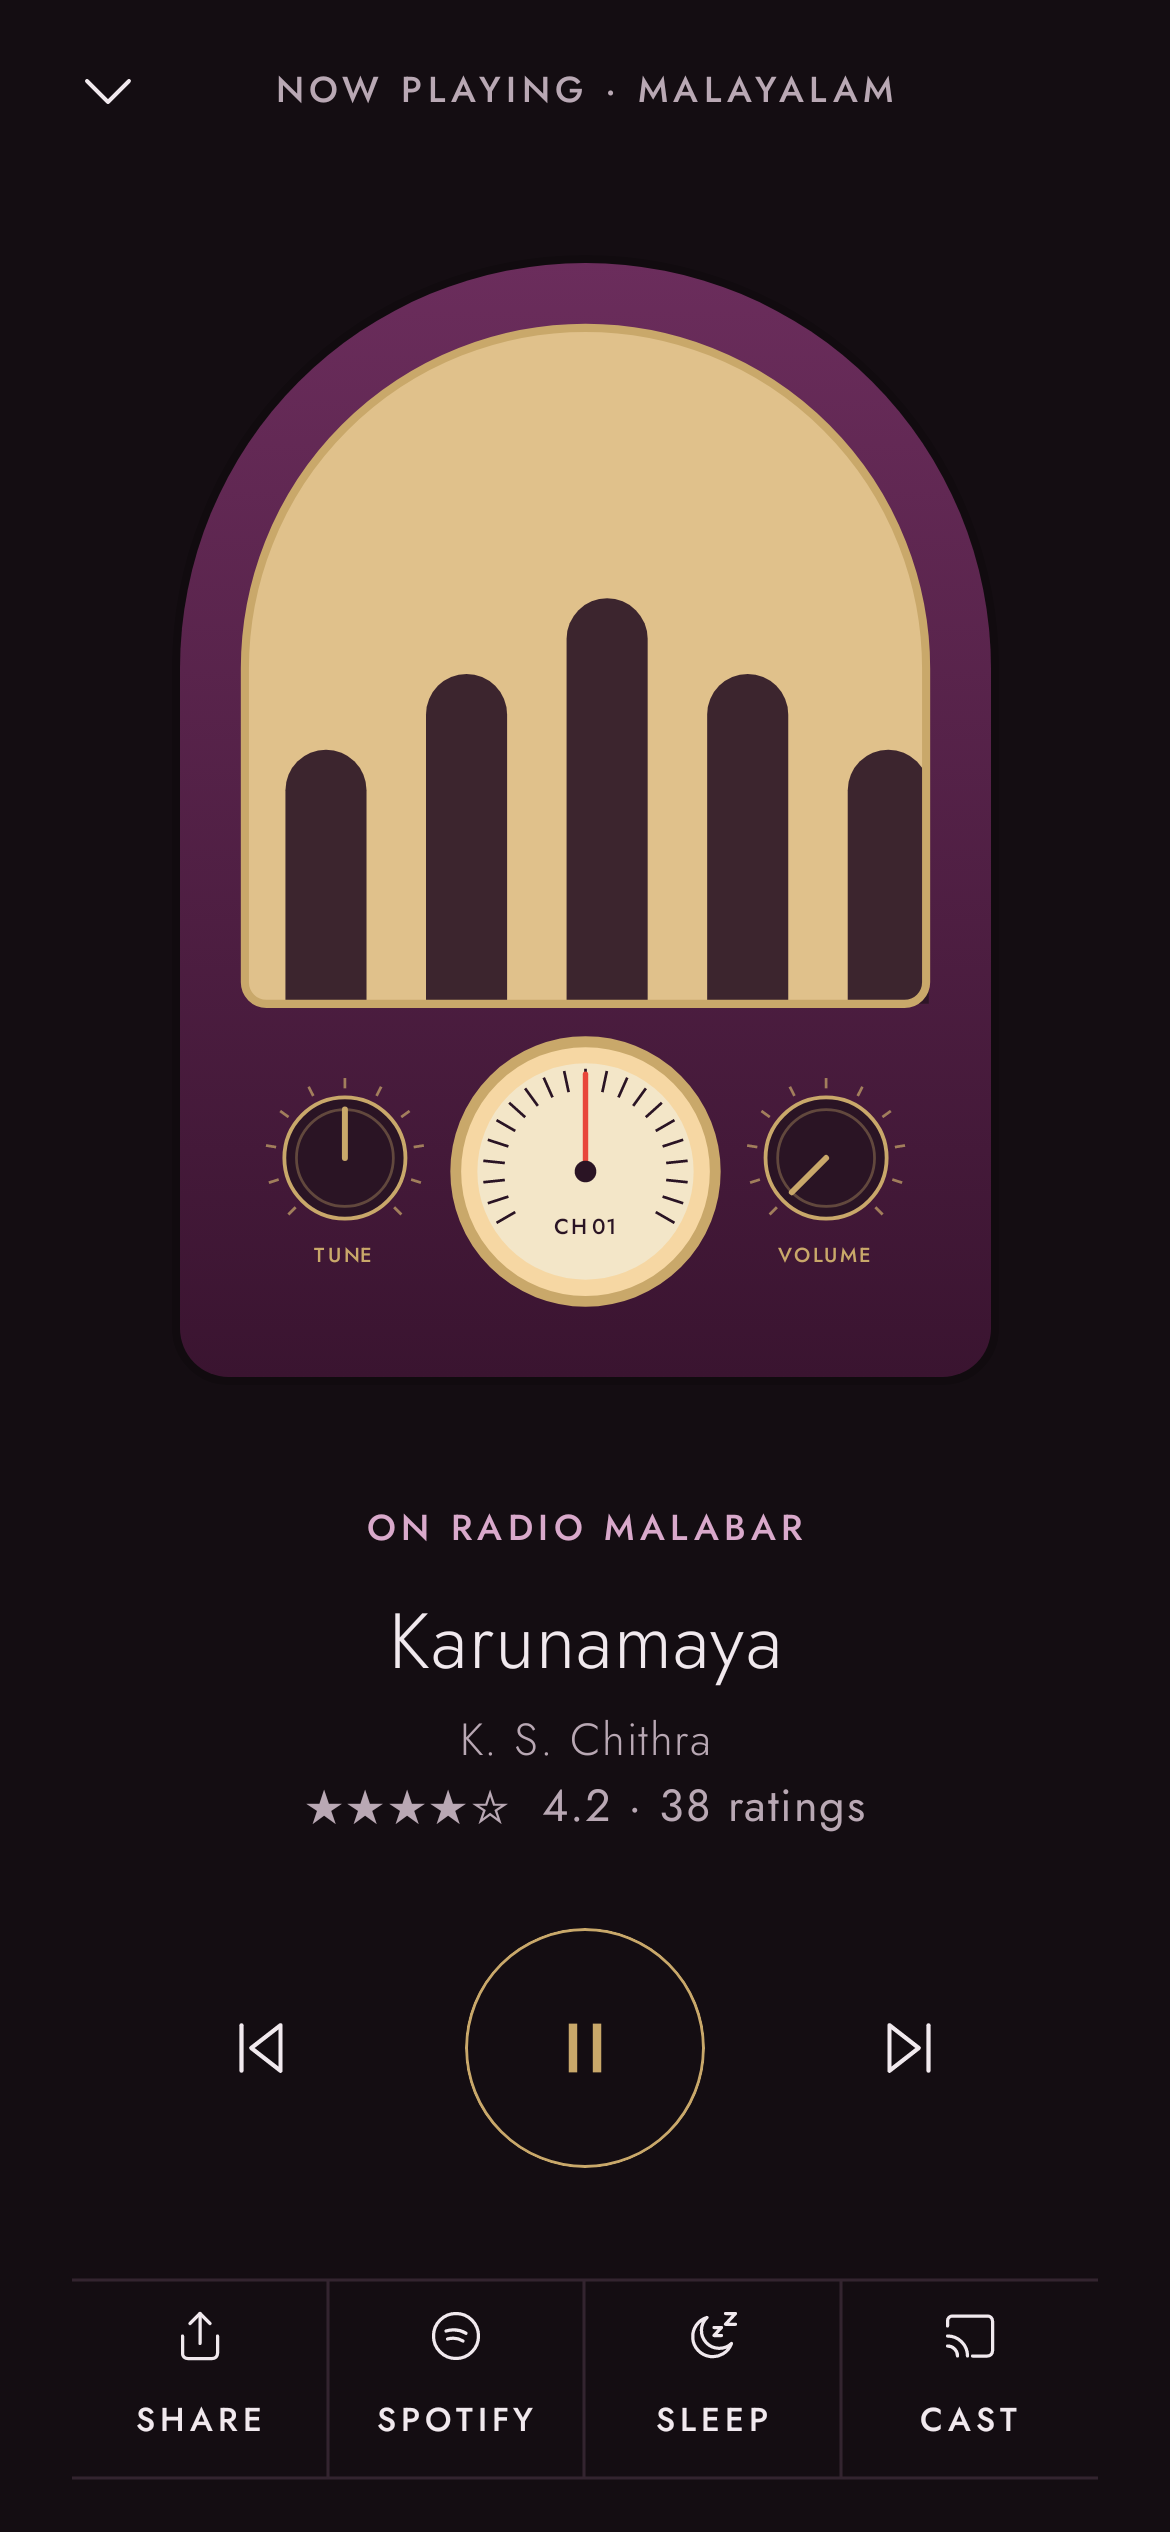 NOW PLAYING · MALAYALAM
CH 01
TUNE
VOLUME
ON RADIO MALABAR
Karunamaya
K. S. Chithra
★★★★☆ 4.2 · 38 ratings
SHARE
SPOTIFY
SLEEP
CAST